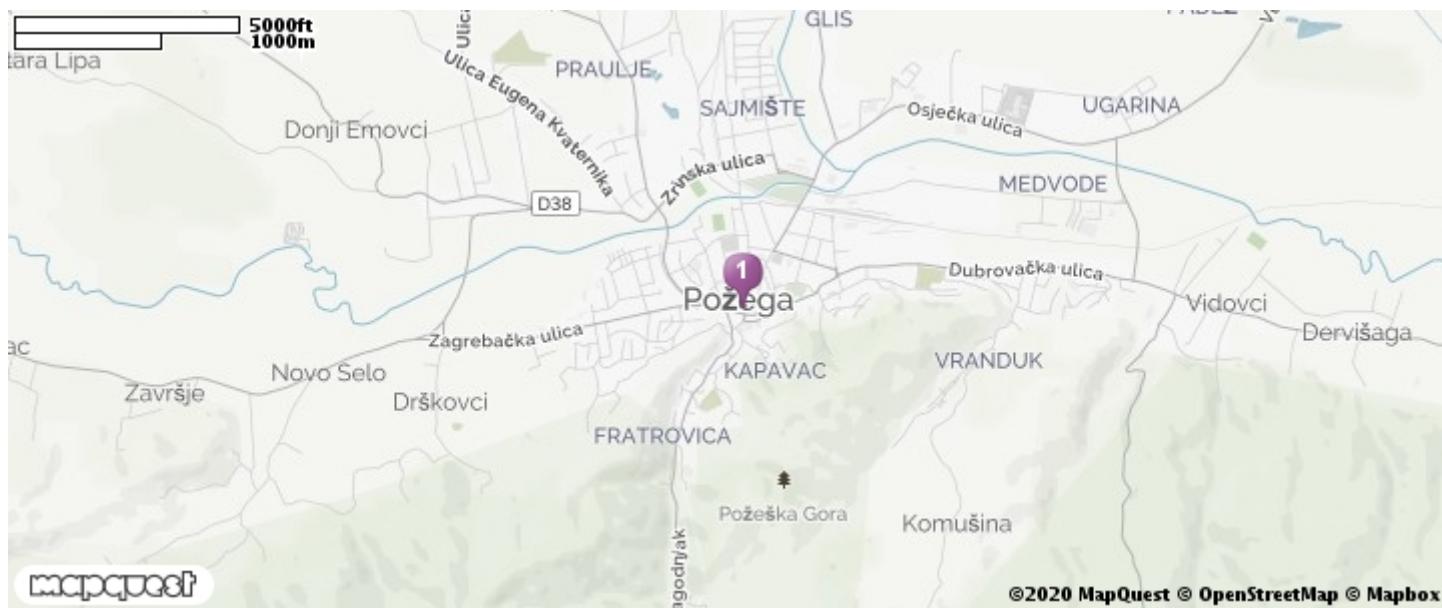 5000ft
1000m
GLIS
tara Lipa
Ulica
PRAULJE
Ulica Eugena Kvaternika
SAJMIŠTE
Osječka ulica
UGARINA
Donji Emovci
Zrinska ulica
MEDVODE
D38
1
Dubrovačka ulica
Požega
Vidovci
Dervišaga
Zagrebačka ulica
ac
Novo Selo
KAPAVAC
VRANDUK
Završje
Drškovci
FRATROVICA
Požeška Gora
Komušina
agodnjak
mapquest
©2020 MapQuest © OpenStreetMap © Mapbox